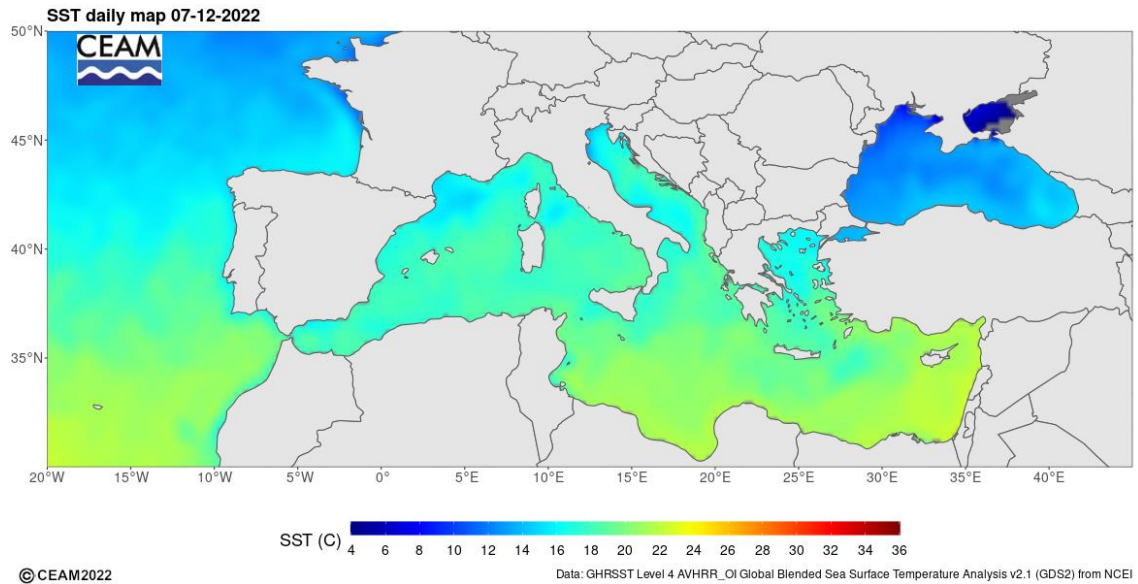 SST daily map 07-12-2022
CEAM
50°N
45°N
40°N
35°N
20°W 15°W 10°W 5°W 0° 5°E 10°E 15°E 20°E 25°E 30°E 35°E 40°E
SST (C)
4 6 8 10 12 14 16 18 20 22 24 26 28 30 32 34 36
©CEAM2022
Data: GHRSST Level 4 AVHRR_OI Global Blended Sea Surface Temperature Analysis v2.1 (GDS2) from NCEI